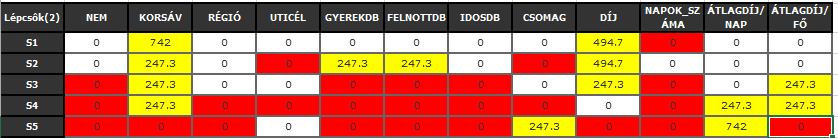 Lépcsők(2) NEM KORSÁV RÉGIÓ UTICÉL GYEREKDB FELNOTTDB IDOSDB CSOMAG DÍJ NAPOK_SZÁMA ÁTLAGDÍJ/NAP ÁTLAGDÍJ/FŐ
S1 0 742 0 0 0 0 0 0 494.7 0 0 0
S2 0 247.3 0 0 247.3 247.3 0 0 494.7 0 0 0
S3 0 247.3 0 0 0 0 0 0 247.3 0 0 247.3
S4 0 247.3 0 0 0 0 0 0 0 0 247.3 247.3
S5 0 0 0 0 0 0 0 247.3 0 0 742 0